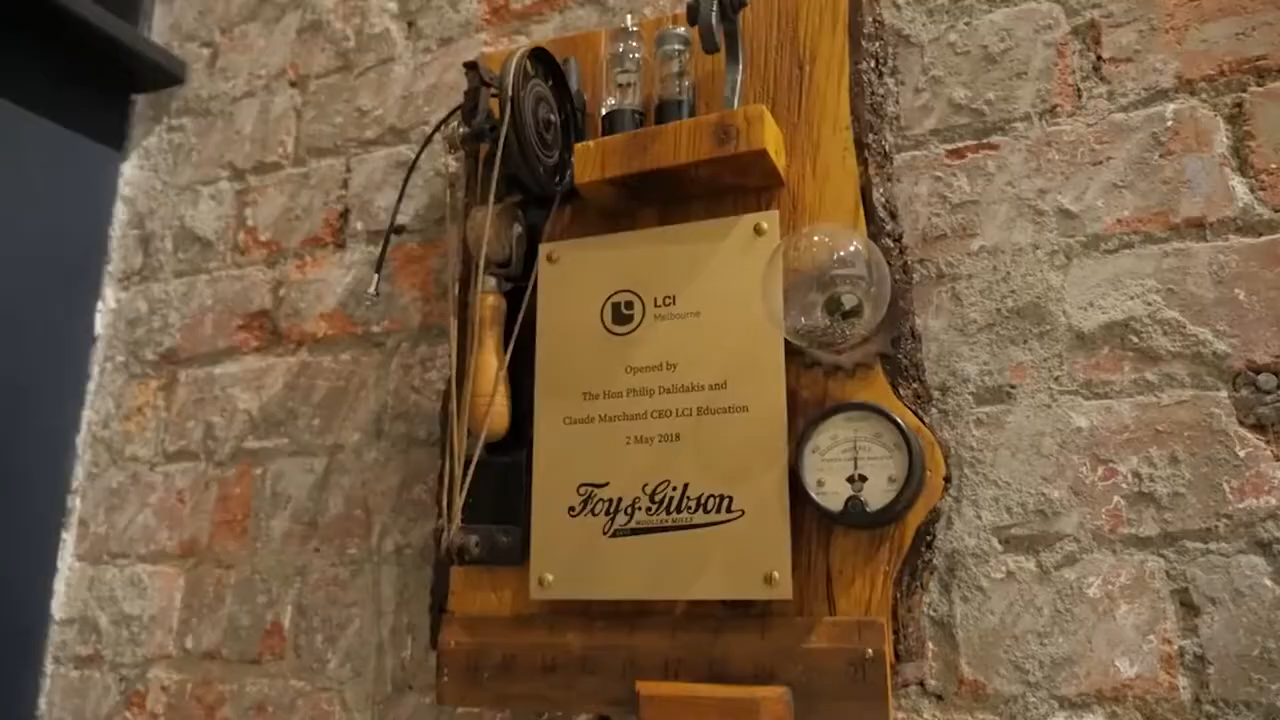 LCI
Melbourne
Opened by
The Hon Philip Dalidakis and
Claude Marchand CEO LCI Education
2 May 2018
Foy & Gibson
WOOLLEN MILLS